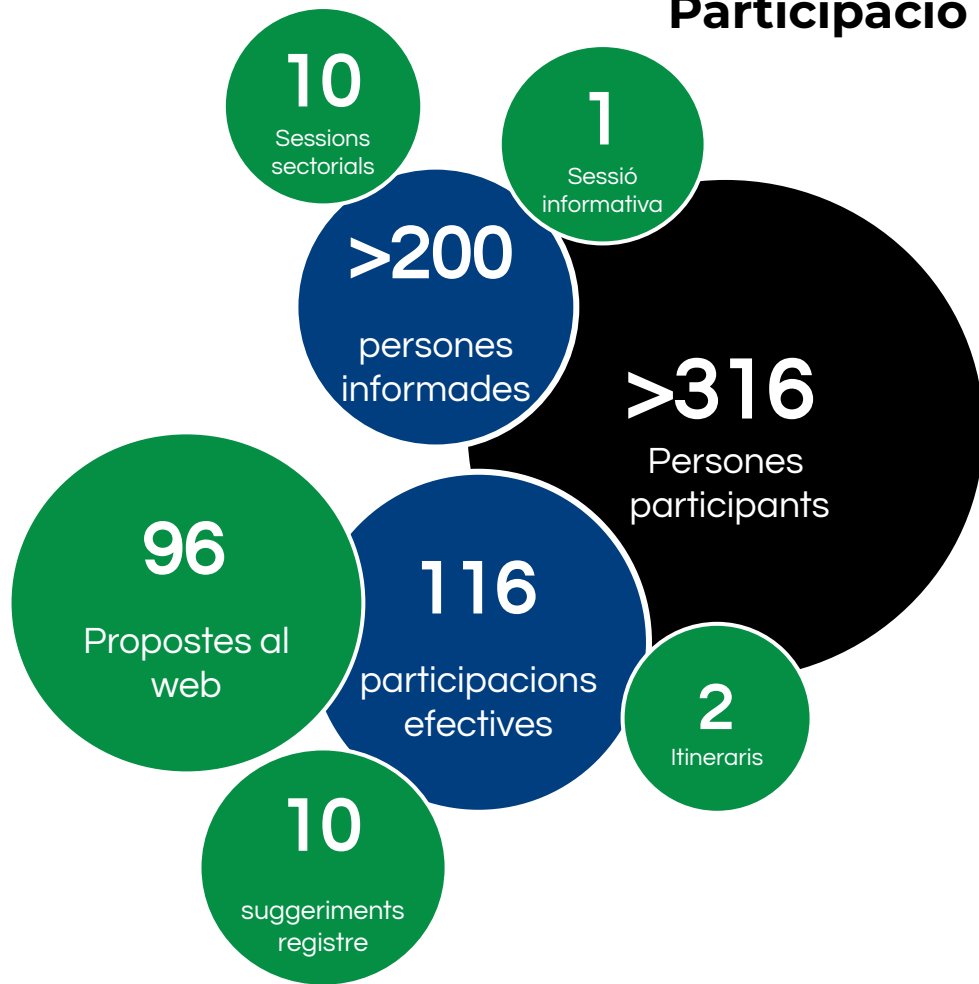 Participació
10
Sessions
sectorials
1
Sessió
informativa
>200
persones
informades
>316
Persones
participants
96
Propostes al
web
116
participacions
efectives
2
Itineraris
10
suggeriments
registre